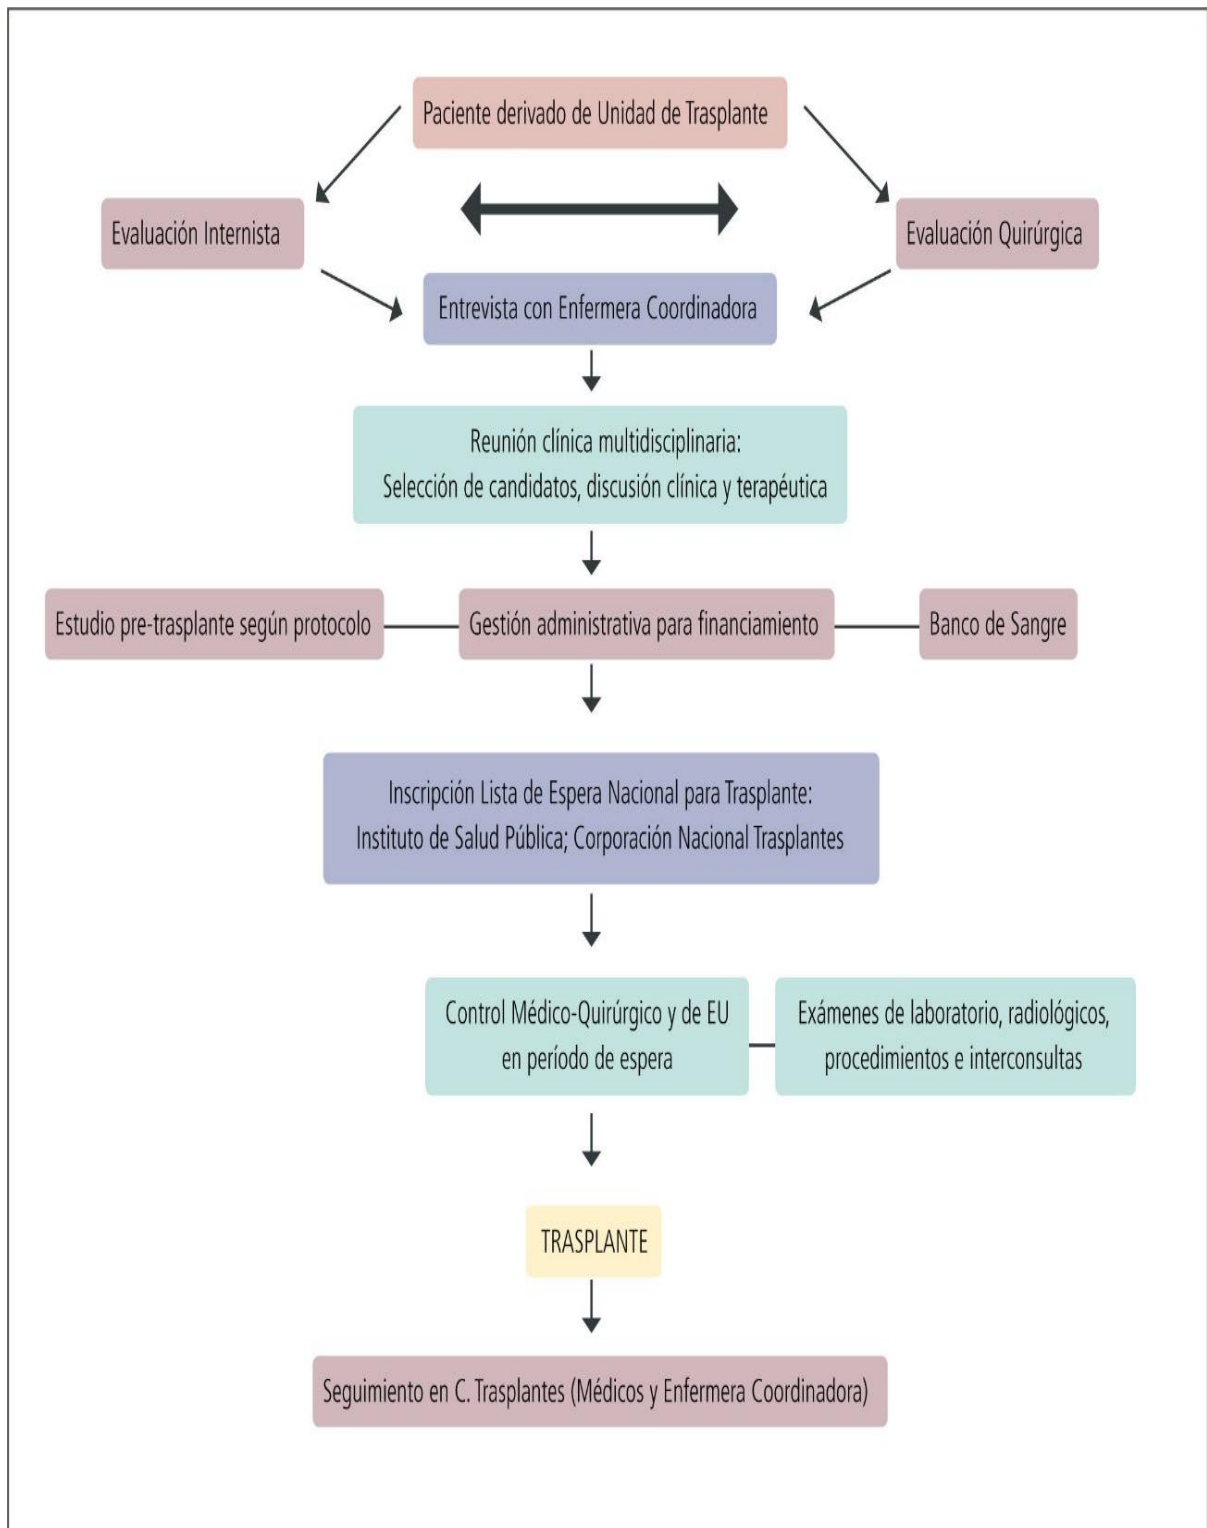 Paciente derivado de Unidad de Trasplante
Evaluación Internista
Evaluación Quirúrgica
Entrevista con Enfermera Coordinadora
Reunión clínica multidisciplinaria:
Selección de candidatos, discusión clínica y terapéutica
Estudio pre-trasplante según protocolo
Gestión administrativa para financiamiento
Banco de Sangre
Inscripción Lista de Espera Nacional para Trasplante:
Instituto de Salud Pública; Corporación Nacional Trasplantes
Control Médico-Quirúrgico y de EU
en período de espera
Exámenes de laboratorio, radiológicos,
procedimientos e interconsultas
TRASPLANTE
Seguimiento en C. Trasplantes (Médicos y Enfermera Coordinadora)